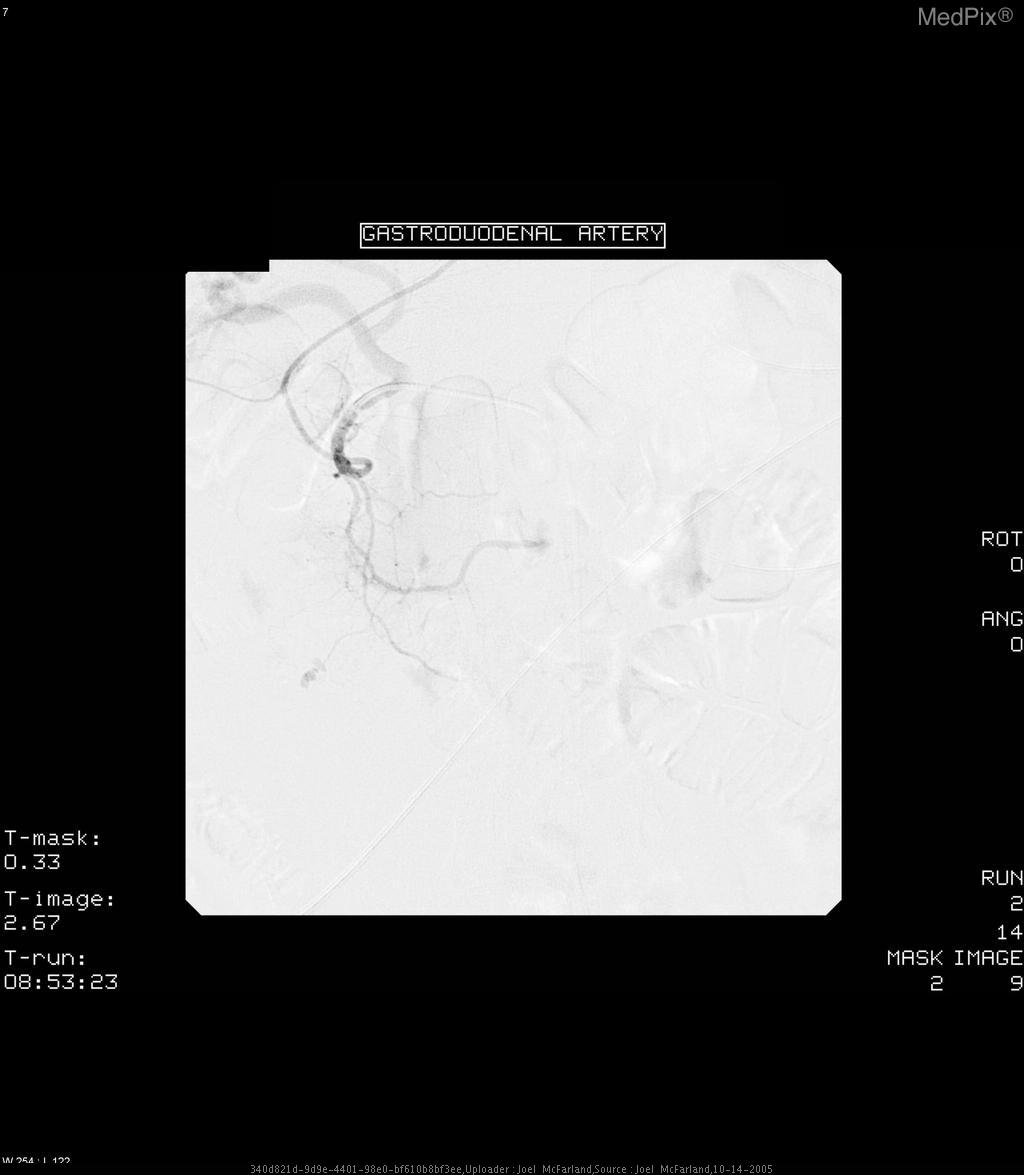 7
MedPix®
GASTRODUODENAL ARTERY
ROT
0
ANG
0
T-mask:
0.33
T-image:
2.67
T-run:
08:53:23
RUN
2
14
MASK IMAGE
2 9
W 254 : L 122
340d821d-9d9e-4401-98e0-bf610b8bf3ee,Uploader : Joel McFarland,Source : Joel McFarland,10-14-2005